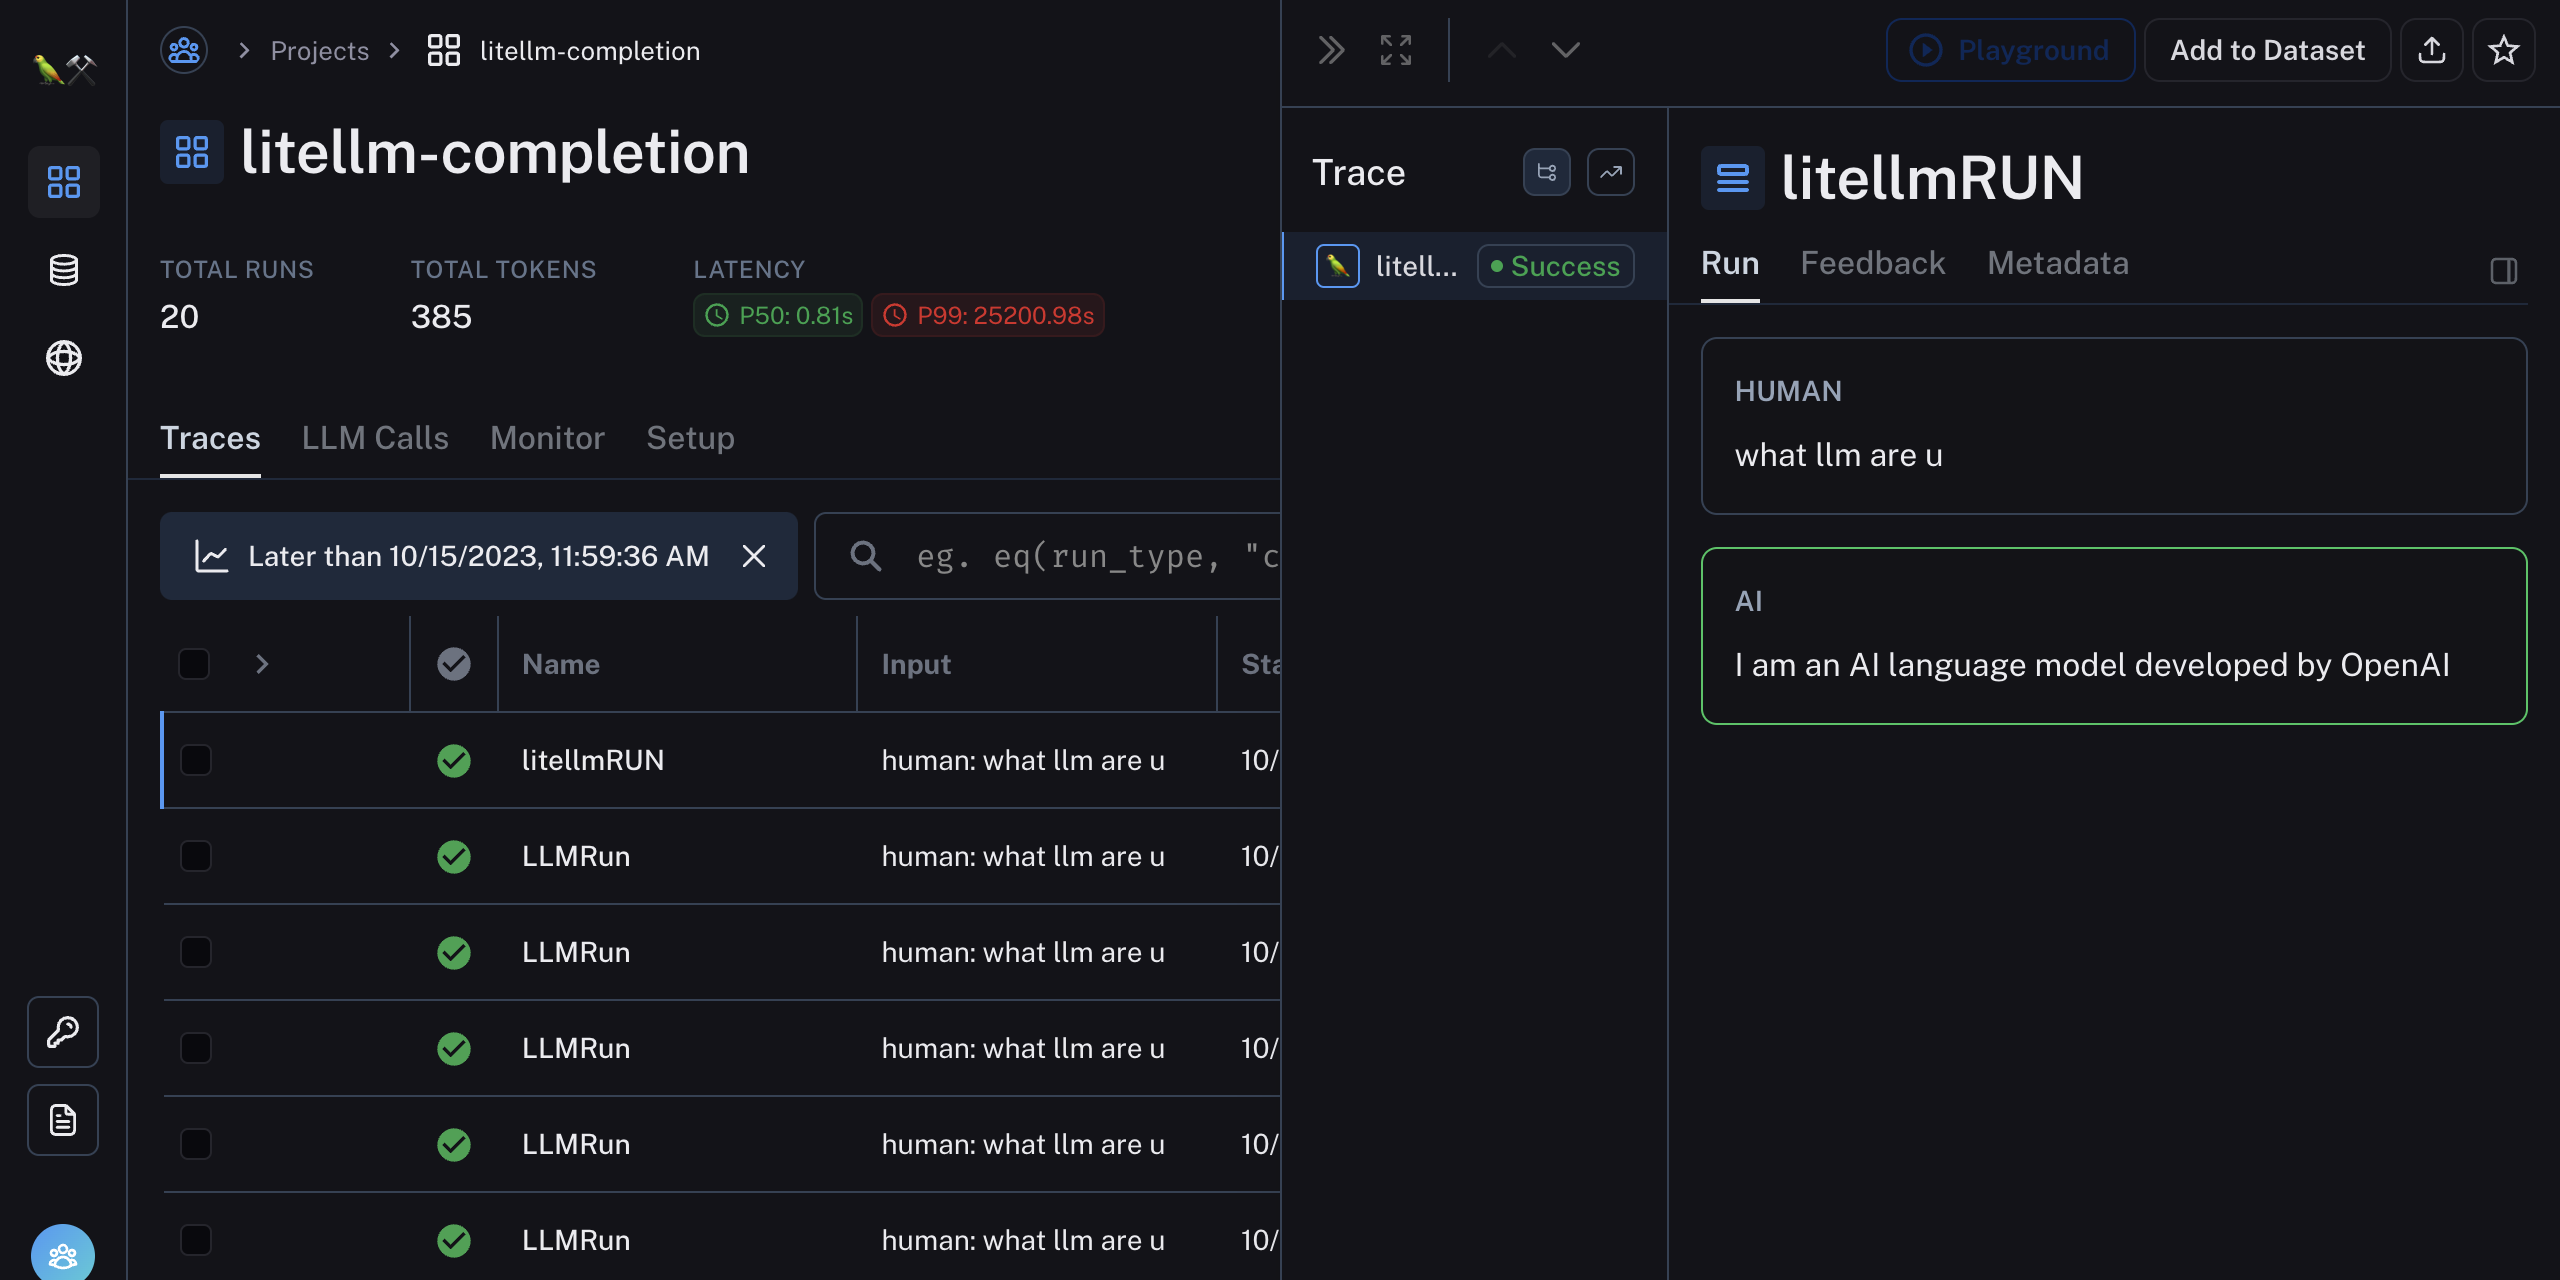 Projects
litellm-completion
litellm-completion
TOTAL RUNS
20
TOTAL TOKENS
385
LATENCY
P50: 0.81s
P99: 25200.98s
Traces
LLM Calls
Monitor
Setup
Later than 10/15/2023, 11:59:36 AM
eg. eq(run_type, "c
Name
Input
Sta
litellmRUN
human: what llm are u
10/
LLMRun
human: what llm are u
10/
LLMRun
human: what llm are u
10/
LLMRun
human: what llm are u
10/
LLMRun
human: what llm are u
10/
LLMRun
human: what llm are u
10/
Playground
Add to Dataset
Trace
litell...
Success
litellmRUN
Run
Feedback
Metadata
HUMAN
what llm are u
AI
I am an AI language model developed by OpenAI